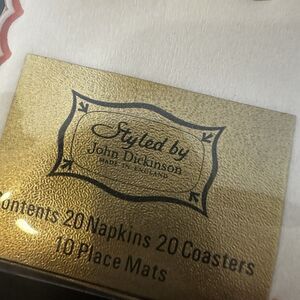 Styled by
John Dickinson
MADE IN ENGLAND
Contents 20 Napkins 20 Coasters
10 Place Mats